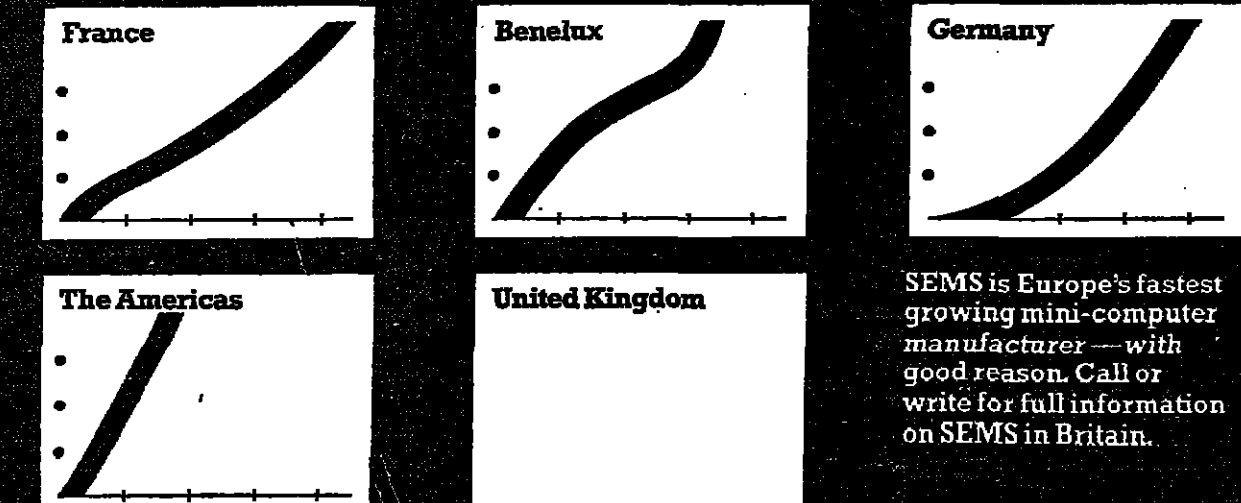 France
Benelux
Germany
The Americas
United Kingdom
SEMS is Europe's fastest
growing mini-computer
manufacturer—with
good reason. Call or
write for full information
on SEMS in Britain.